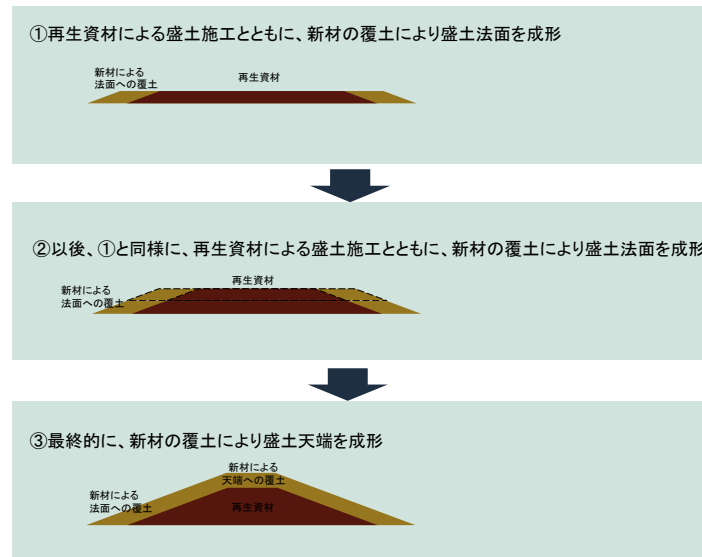 ①再生資材による盛土施工とともに、新材の覆土により盛土法面を成形
新材による
法面への覆土
再生資材
②以後、①と同様に、再生資材による盛土施工とともに、新材の覆土により盛土法面を成形
再生資材
新材による
法面への覆土
③最終的に、新材の覆土により盛土天端を成形
新材による
天端への覆土
新材による
法面への覆土
再生資材